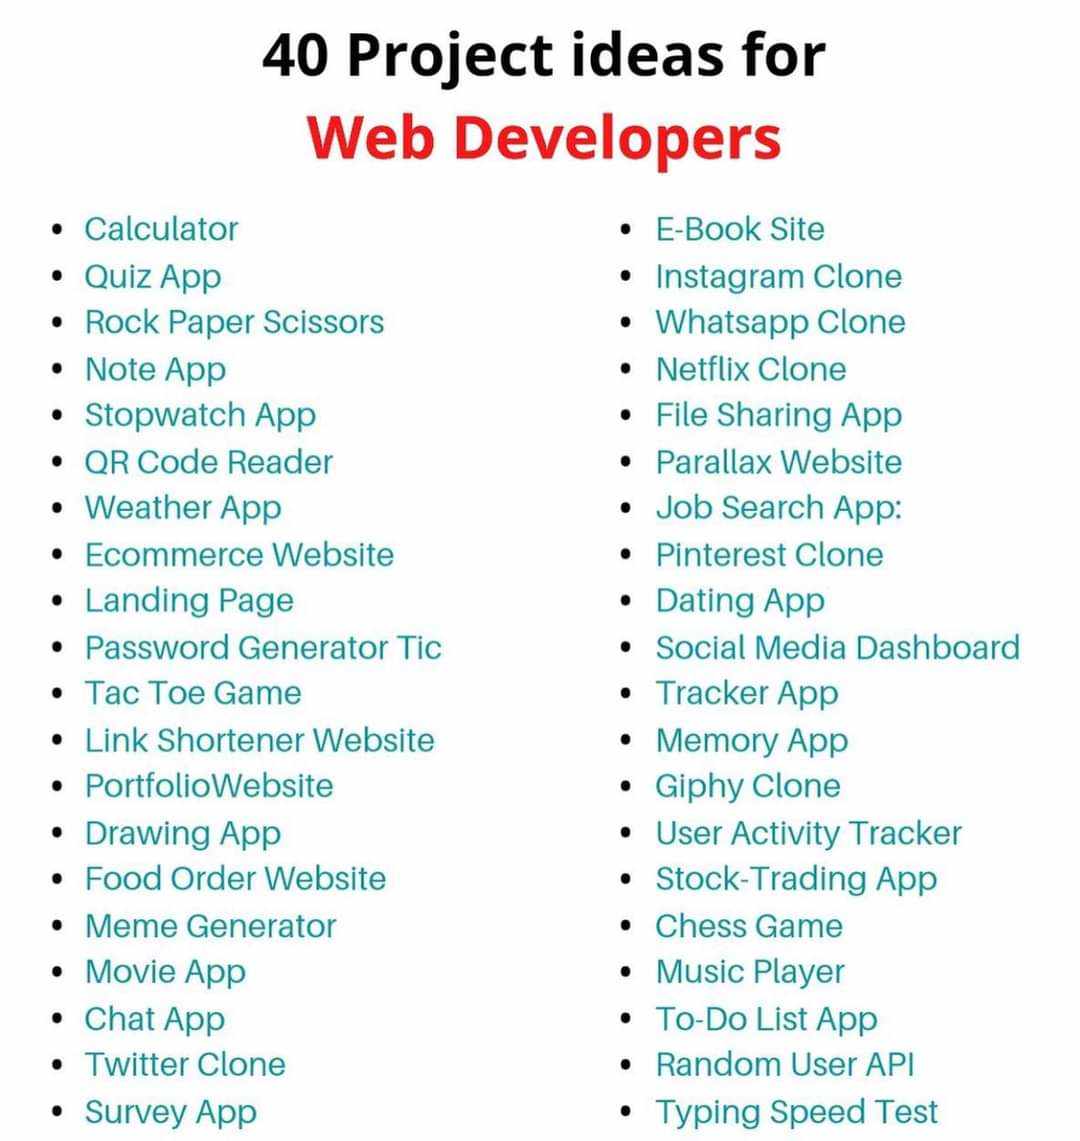 40 Project ideas for
Web Developers
Calculator
Quiz App
Rock Paper Scissors
Note App
Stopwatch App
QR Code Reader
Weather App
Ecommerce Website
Landing Page
Password Generator Tic
Tac Toe Game
Link Shortener Website
PortfolioWebsite
Drawing App
Food Order Website
Meme Generator
Movie App
Chat App
Twitter Clone
Survey App
E-Book Site
Instagram Clone
Whatsapp Clone
Netflix Clone
File Sharing App
Parallax Website
Job Search App:
Pinterest Clone
Dating App
Social Media Dashboard
Tracker App
Memory App
Giphy Clone
User Activity Tracker
Stock-Trading App
Chess Game
Music Player
To-Do List App
Random User API
Typing Speed Test